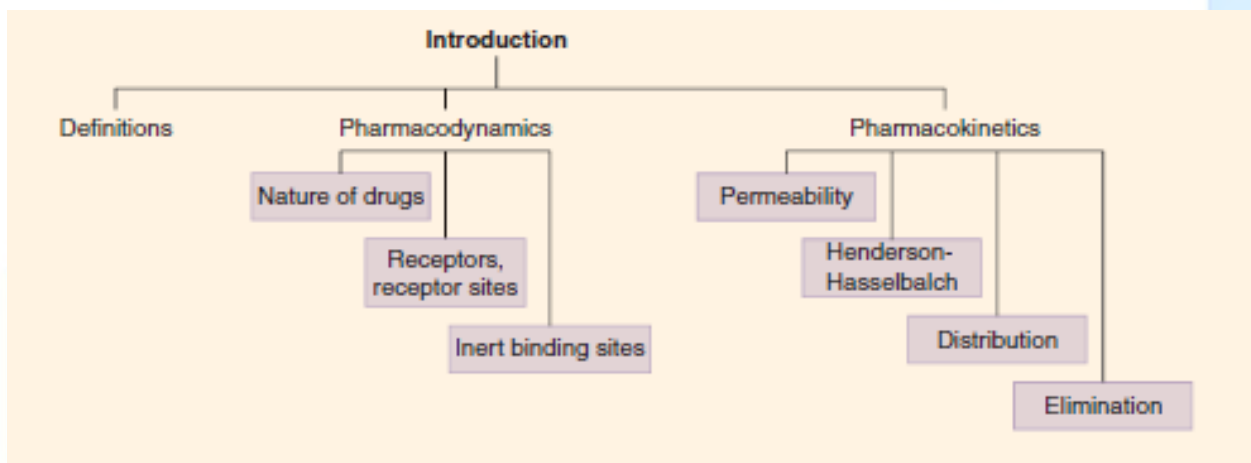 Introduction
Definitions
Pharmacodynamics
Pharmacokinetics
Nature of drugs
Permeability
Receptors,
receptor sites
Henderson-
Hasselbalch
Inert binding sites
Distribution
Elimination